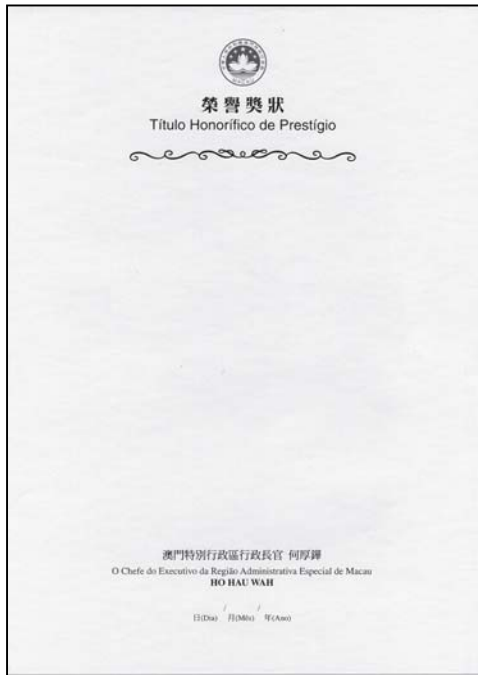 榮譽獎狀
Título Honorífico de Prestígio
澳門特別行政區行政長官 何厚鏵
O Chefe do Executivo da Região Administrativa Especial de Macau
HO HAU WAH
/ /
日(Dia) 月(Mês) 年(Ano)